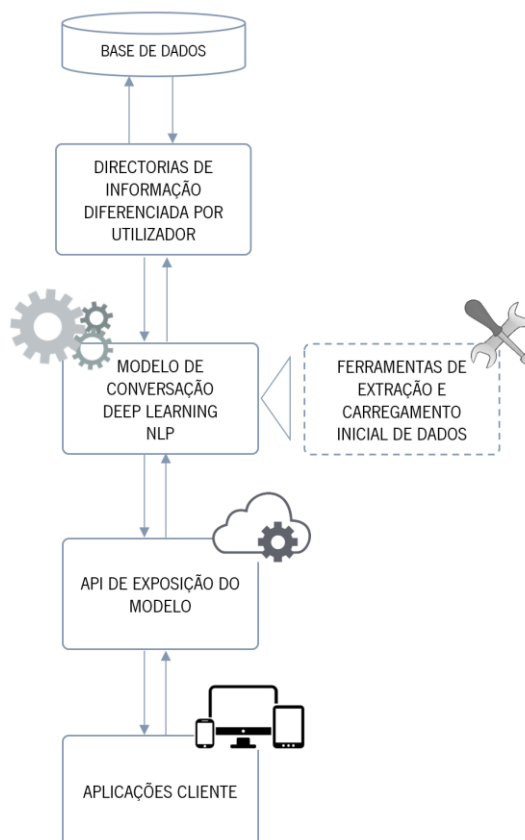 BASE DE DADOS
DIRECTORIAS DE
INFORMAÇÃO
DIFERENCIADA POR
UTILIZADOR
MODELO DE
CONVERSAÇÃO
DEEP LEARNING
NLP
FERRAMENTAS DE
EXTRAÇÃO E
CARREGAMENTO
INICIAL DE DADOS
API DE EXPOSIÇÃO DO
MODELO
APLICAÇÕES CLIENTE